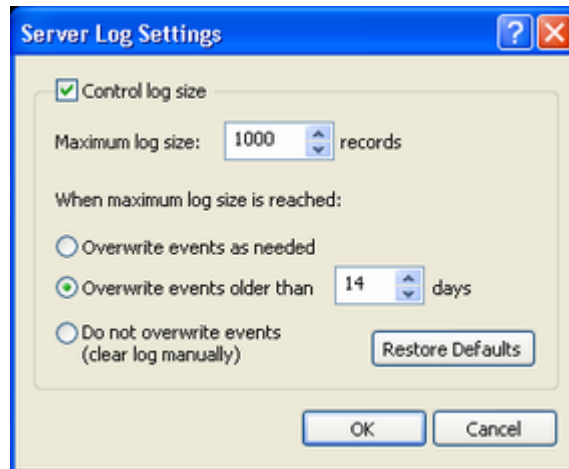 Server Log Settings
Control log size
Maximum log size: 1000 records
When maximum log size is reached:
Overwrite events as needed
Overwrite events older than 14 days
Do not overwrite events
(clear log manually)
Restore Defaults
OK Cancel